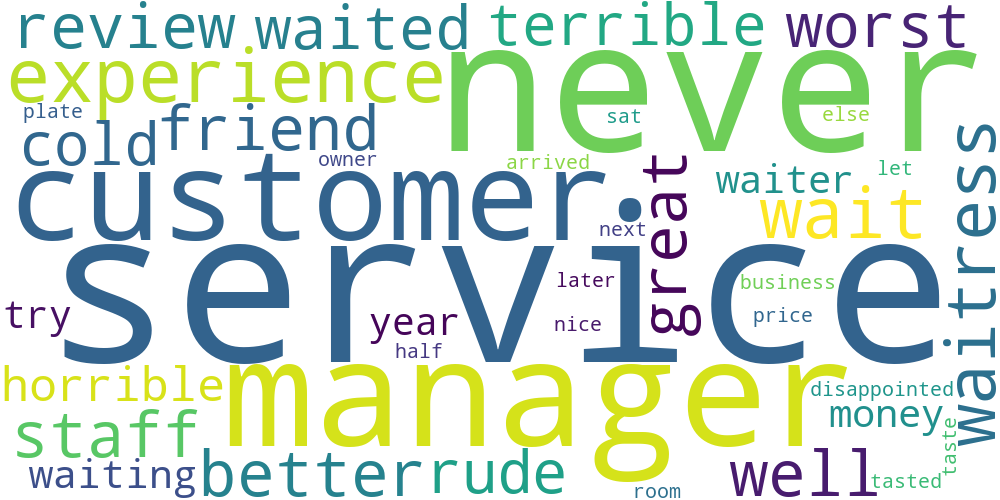 review
waited
terrible
worst
experience
never
plate
cold
friend
sat
else
owner
arrived
customer
great
waiter
let
waitress
wait
next
service
later
business
try
year
nice
price
half
horrible
manager
disappointed
staff
money
taste
waiting
better
rude
well
tasted
room